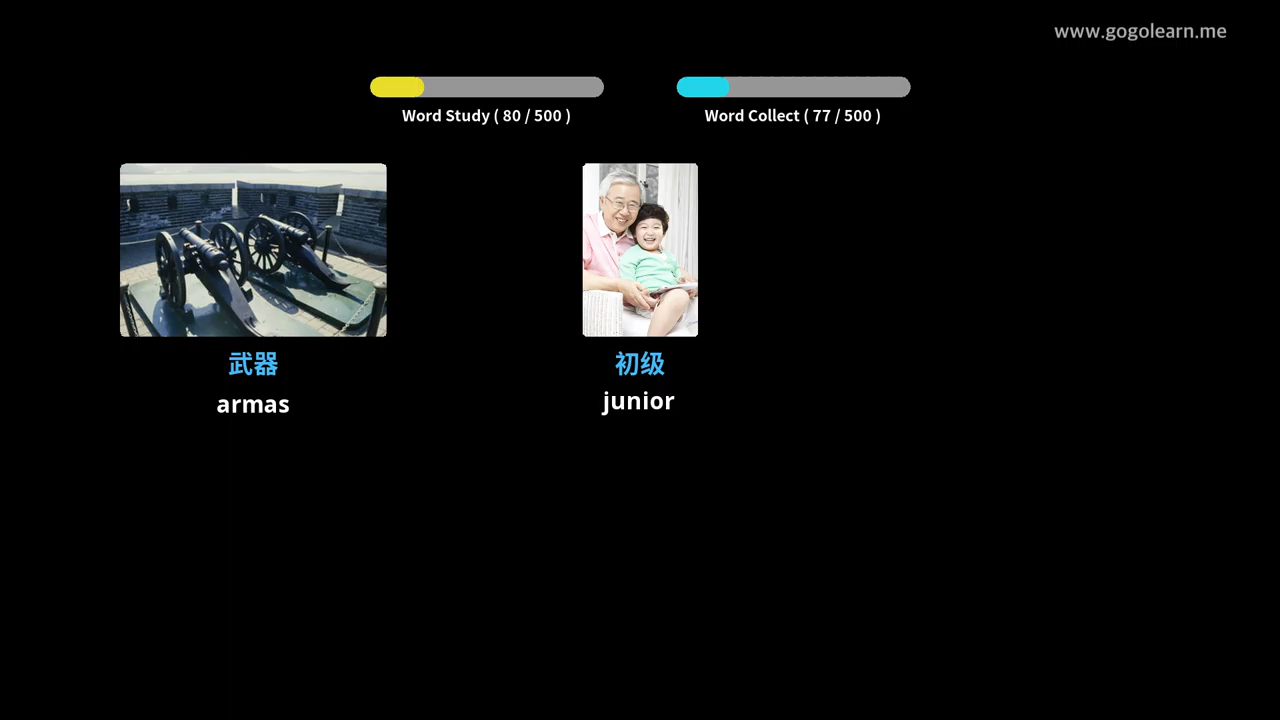 www.gogolearn.me
Word Study ( 80 / 500 )
Word Collect ( 77 / 500 )
武器
armas
初级
junior